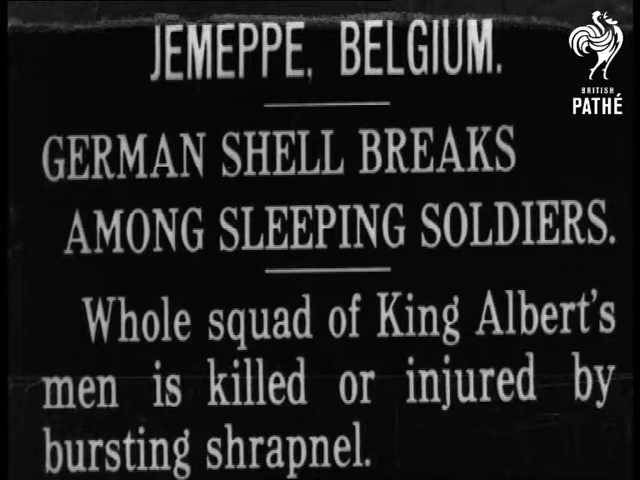 JEMEPPE, BELGIUM.
BRITISH
PATHÉ
GERMAN SHELL BREAKS
AMONG SLEEPING SOLDIERS.
Whole squad of King Albert's
men is killed or injured by
bursting shrapnel.